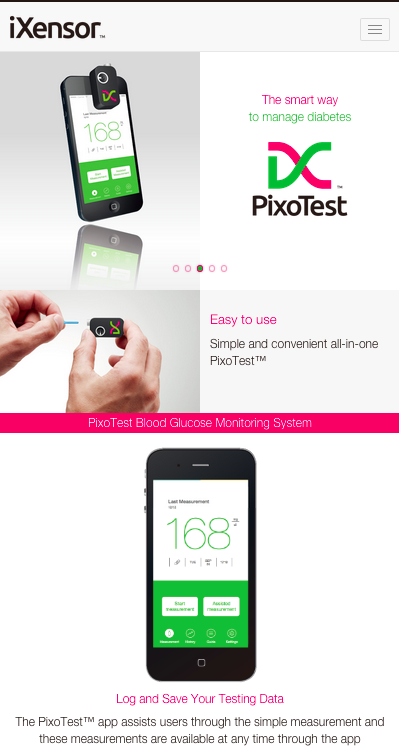 iXensor™
Last Measurement
168
The smart way
to manage diabetes
PixoTest™
Easy to use
Simple and convenient all-in-one
PixoTest™
PixoTest Blood Glucose Monitoring System
Last Measurement
168
Start measurement
Assisted measurement
Measurement History Guide Settings
Log and Save Your Testing Data
The PixoTest™ app assists users through the simple measurement and
these measurements are available at any time through the app